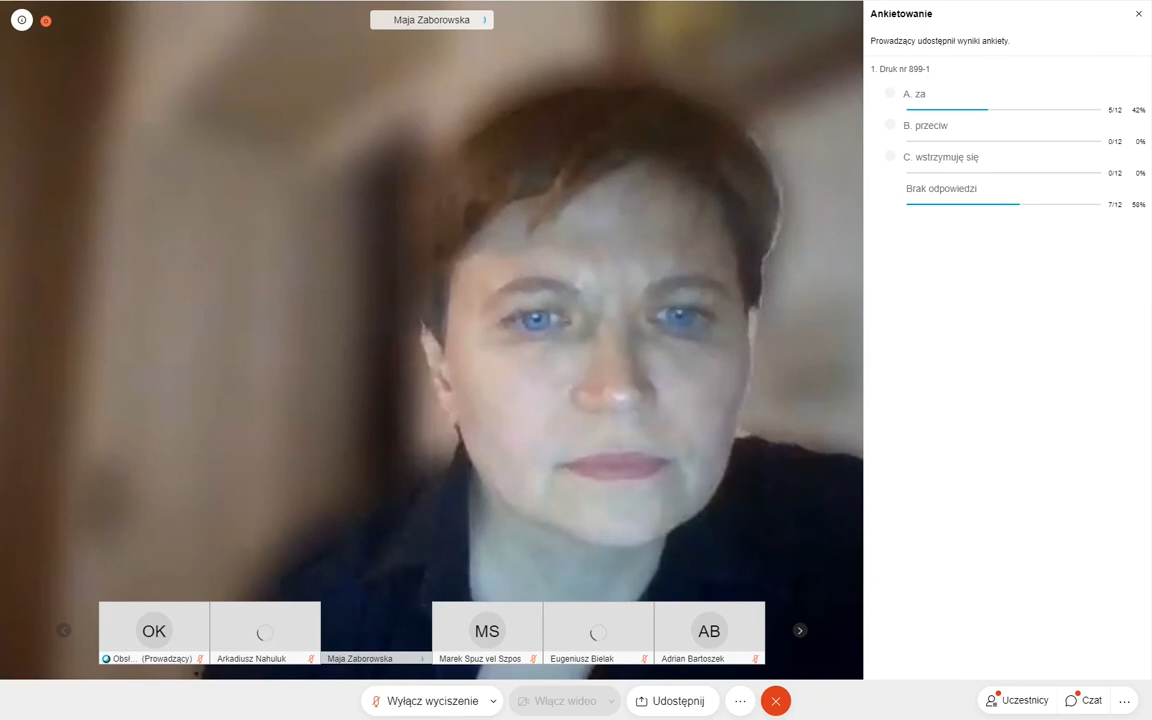 Maja Zaborowska
Ankietowanie
Prowadzący udostępnił wyniki ankiety.
1. Druk nr 899-1
A. za
5/12 42%
B. przeciw
0/12 0%
C. wstrzymuję się
0/12 0%
Brak odpowiedzi
7/12 58%
OK
MS
AB
Obsł... (Prowadzący)
Arkadiusz Nahuluk
Maja Zaborowska
Marek Spuz vel Szpos
Eugeniusz Bielak
Adrian Bartoszek
Wyłącz wyciszenie
Włącz wideo
Udostępnij
Uczestnicy
Czat